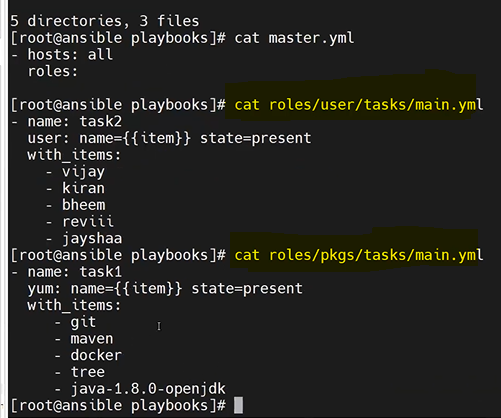 5 directories, 3 files
[root@ansible playbooks]# cat master.yml
- hosts: all
  roles:

[root@ansible playbooks]# cat roles/user/tasks/main.yml
- name: task2
  user: name={{item}} state=present
  with_items:
    - vijay
    - kiran
    - bheem
    - reviii
    - jayshaa
[root@ansible playbooks]# cat roles/pkgs/tasks/main.yml
- name: task1
  yum: name={{item}} state=present
  with_items:
     - git
     - maven
     - docker
     - tree
     - java-1.8.0-openjdk
[root@ansible playbooks]#